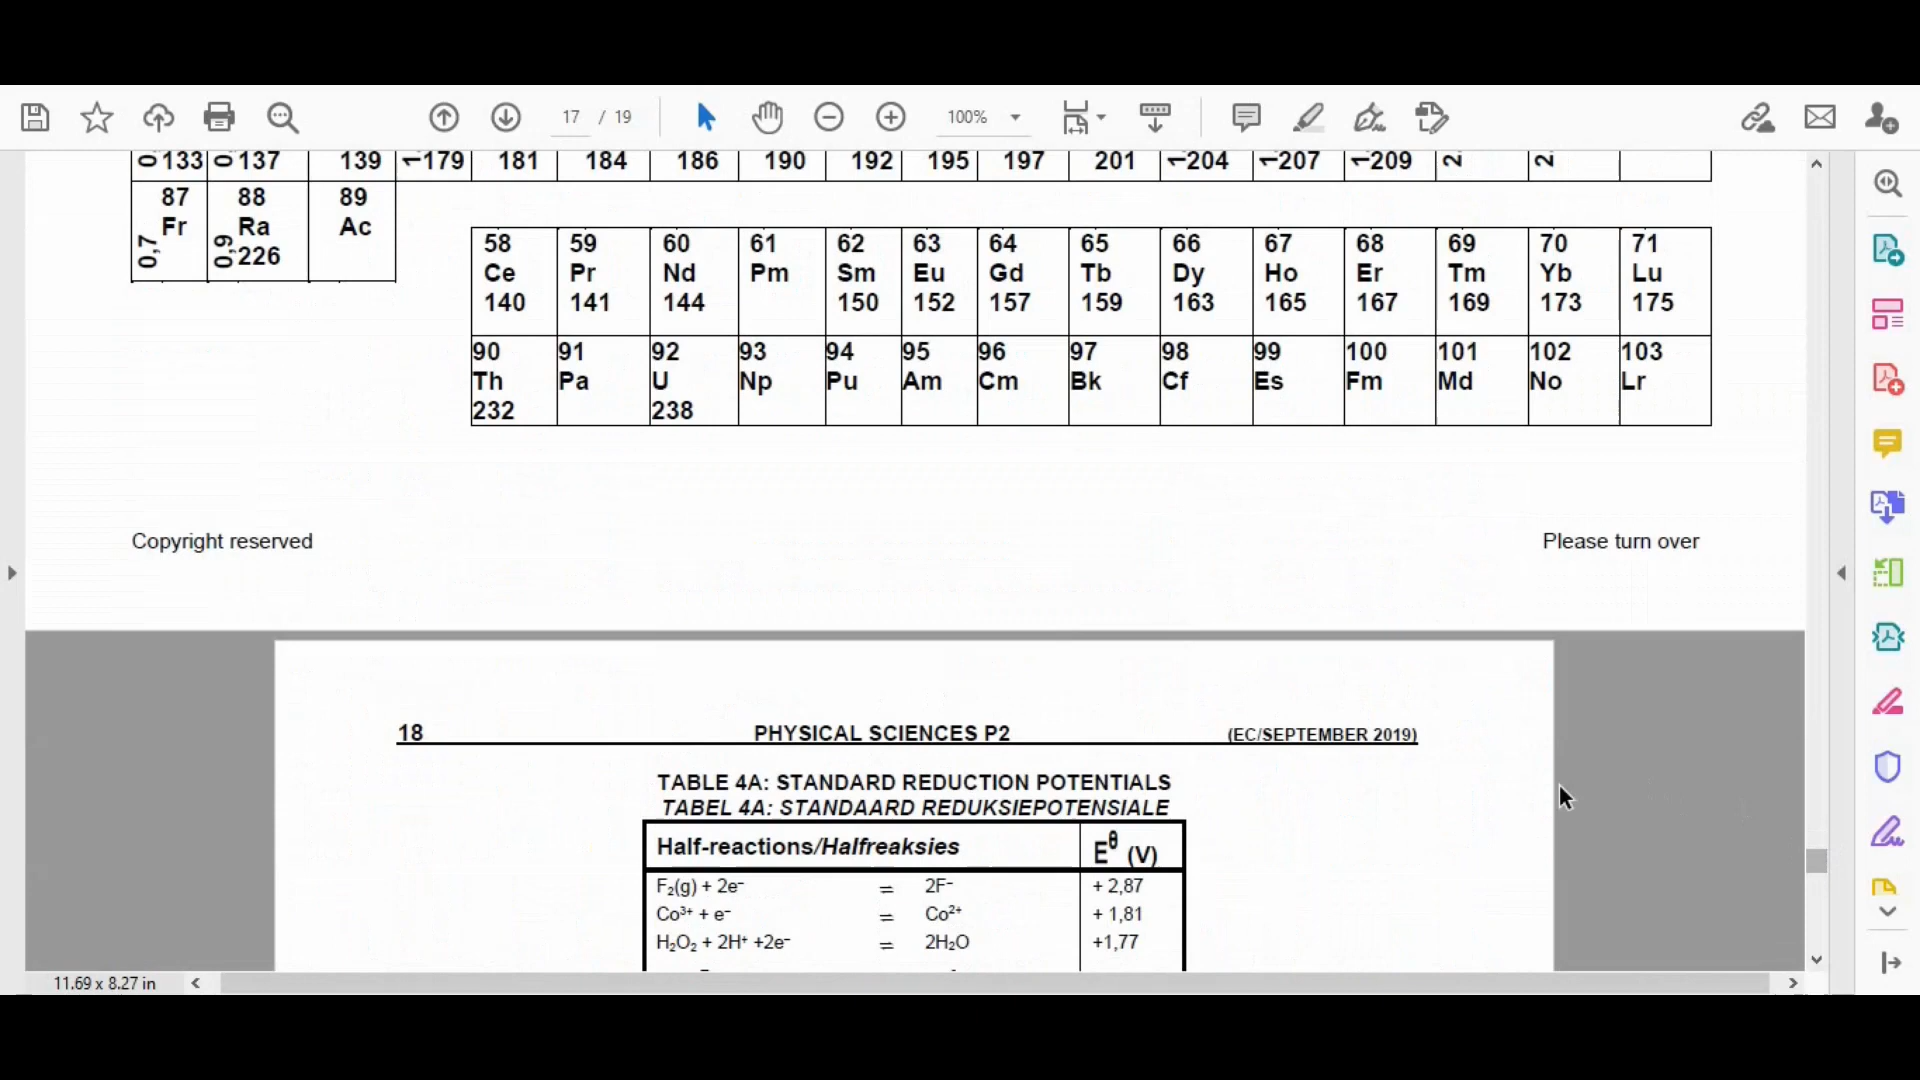 17 / 19 100%
0 133 0 137 139 179 181 184 186 190 192 195 197 201 204 207 209 2 2
87 88 89
Fr Ra Ac
0,7 0,9 226
58 59 60 61 62 63 64 65 66 67 68 69 70 71
Ce Pr Nd Pm Sm Eu Gd Tb Dy Ho Er Tm Yb Lu
140 141 144 150 152 157 159 163 165 167 169 173 175
90 91 92 93 94 95 96 97 98 99 100 101 102 103
Th Pa U Np Pu Am Cm Bk Cf Es Fm Md No Lr
232 238
Copyright reserved Please turn over
18 PHYSICAL SCIENCES P2 (EC/SEPTEMBER 2019)
TABLE 4A: STANDARD REDUCTION POTENTIALS
TABEL 4A: STANDAARD REDUKSIEPOTENSIALE
Half-reactions/Halfreaksies Eᶿ (V)
F₂(g) + 2e⁻ ⇌ 2F⁻ + 2,87
Co³⁺ + e⁻ ⇌ Co²⁺ + 1,81
H₂O₂ + 2H⁺ +2e⁻ ⇌ 2H₂O +1,77
11.69 x 8.27 in